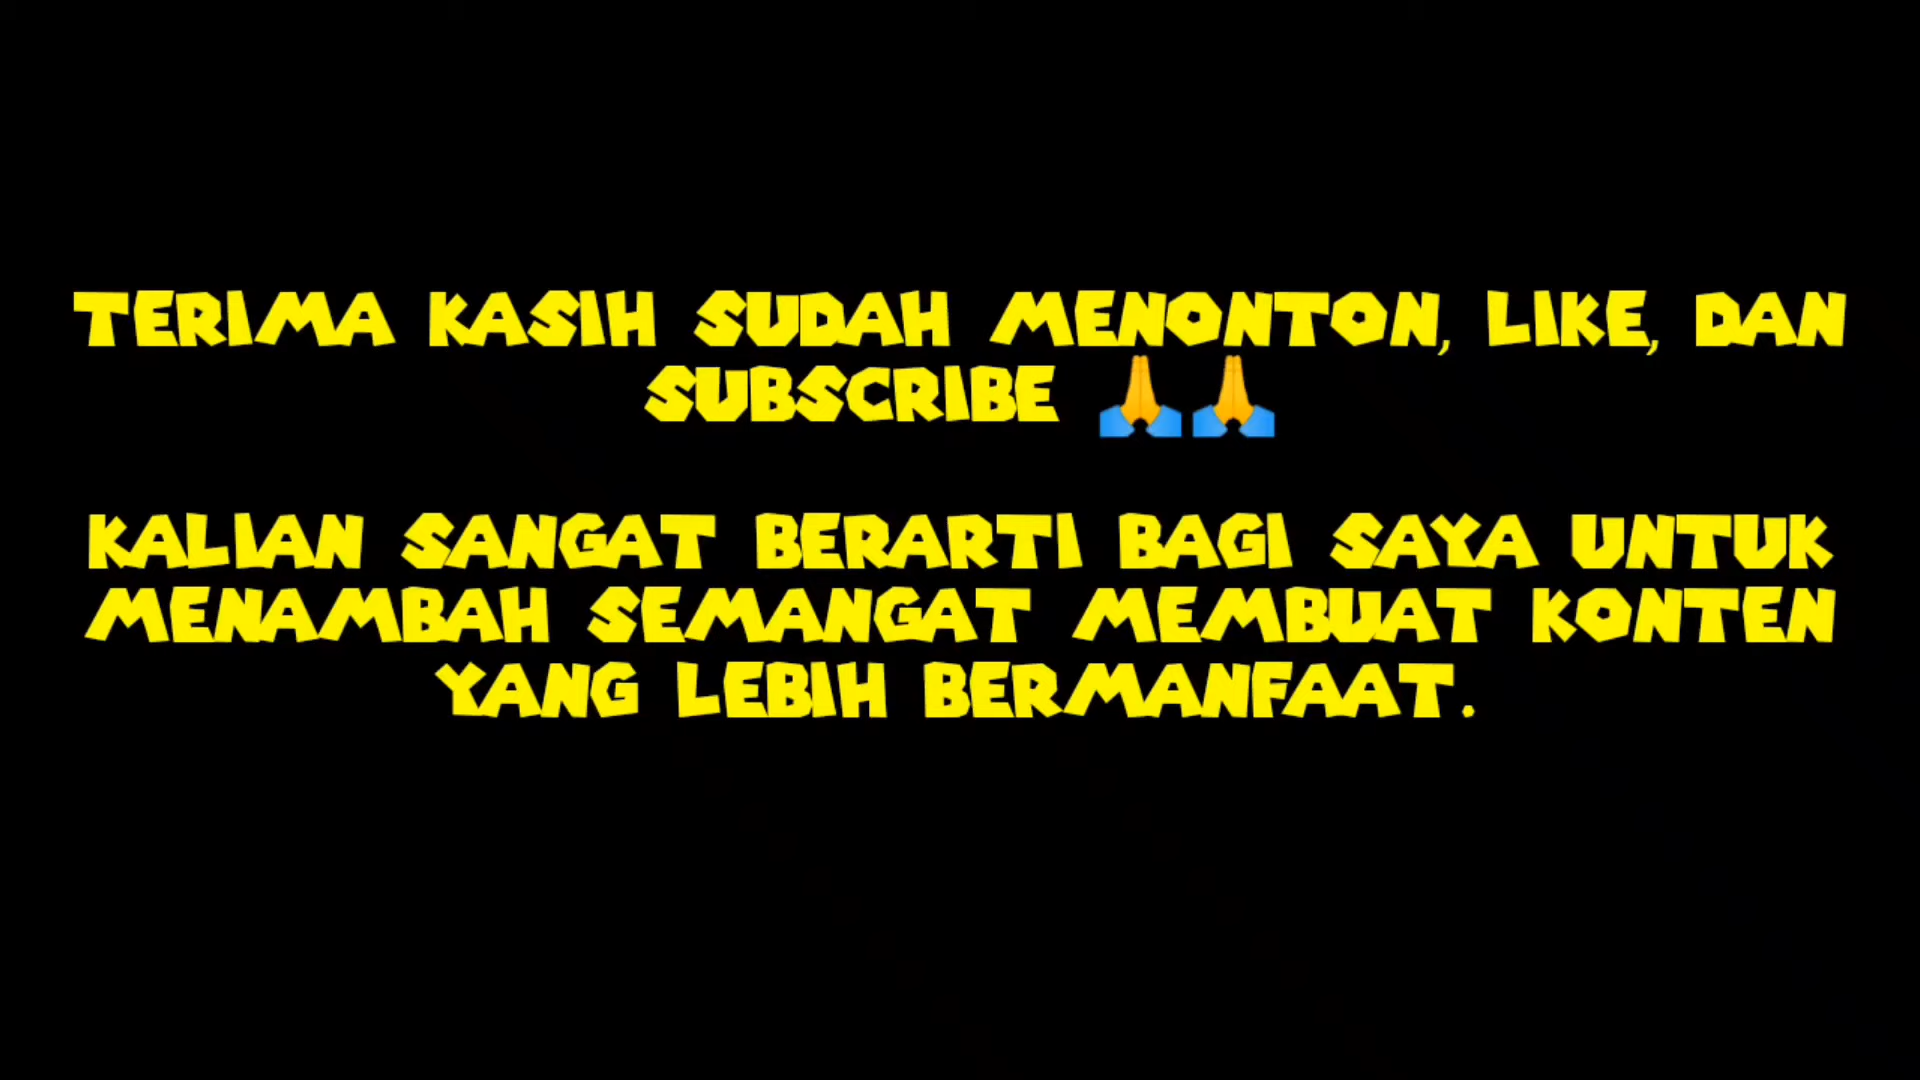 TERIMA KASIH SUDAH MENONTON, LIKE, DAN
SUBSCRIBE 🙏🙏
KALIAN SANGAT BERARTI BAGI SAYA UNTUK
MENAMBAH SEMANGAT MEMBUAT KONTEN
YANG LEBIH BERMANFAAT.